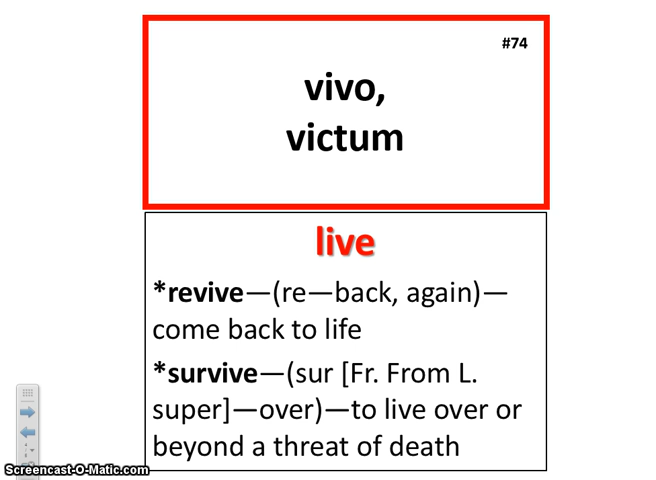 #74
vivo,
victum
live
*revive—(re—back, again)—
come back to life
*survive—(sur [Fr. From L.
super]—over)—to live over or
beyond a threat of death
Screencast-O-Matic.com